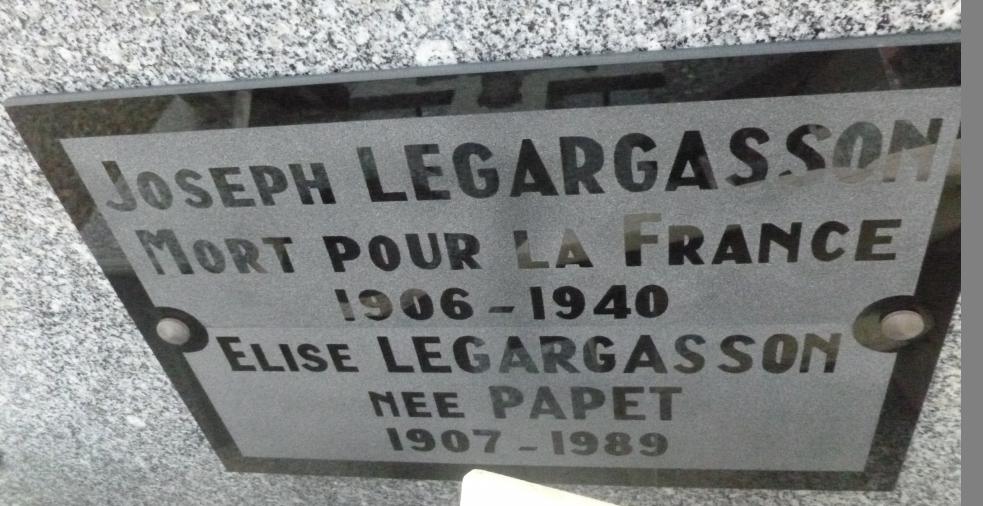 JOSEPH LEGARGASSON
MORT POUR LA FRANCE
1906 - 1940
ELISE LEGARGASSON
NEE PAPET
1907 - 1989